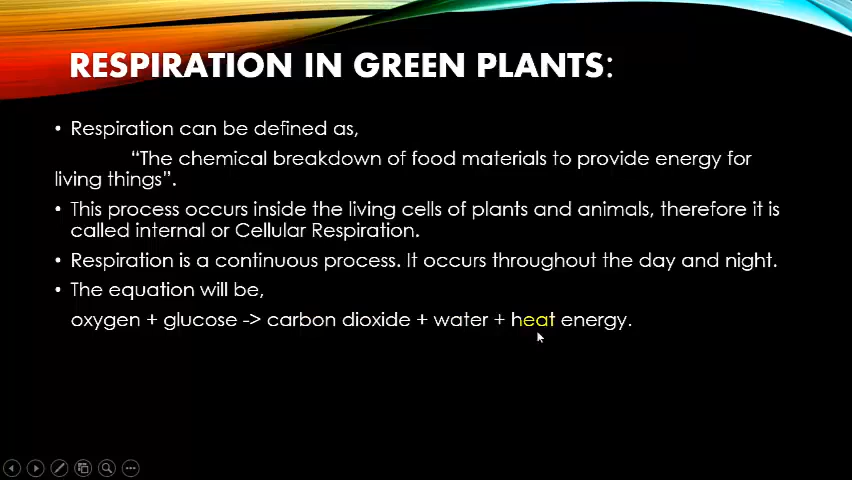 RESPIRATION IN GREEN PLANTS:
• Respiration can be defined as,
“The chemical breakdown of food materials to provide energy for
living things”.
• This process occurs inside the living cells of plants and animals, therefore it is
called internal or Cellular Respiration.
• Respiration is a continuous process. It occurs throughout the day and night.
• The equation will be,
oxygen + glucose -> carbon dioxide + water + heat energy.